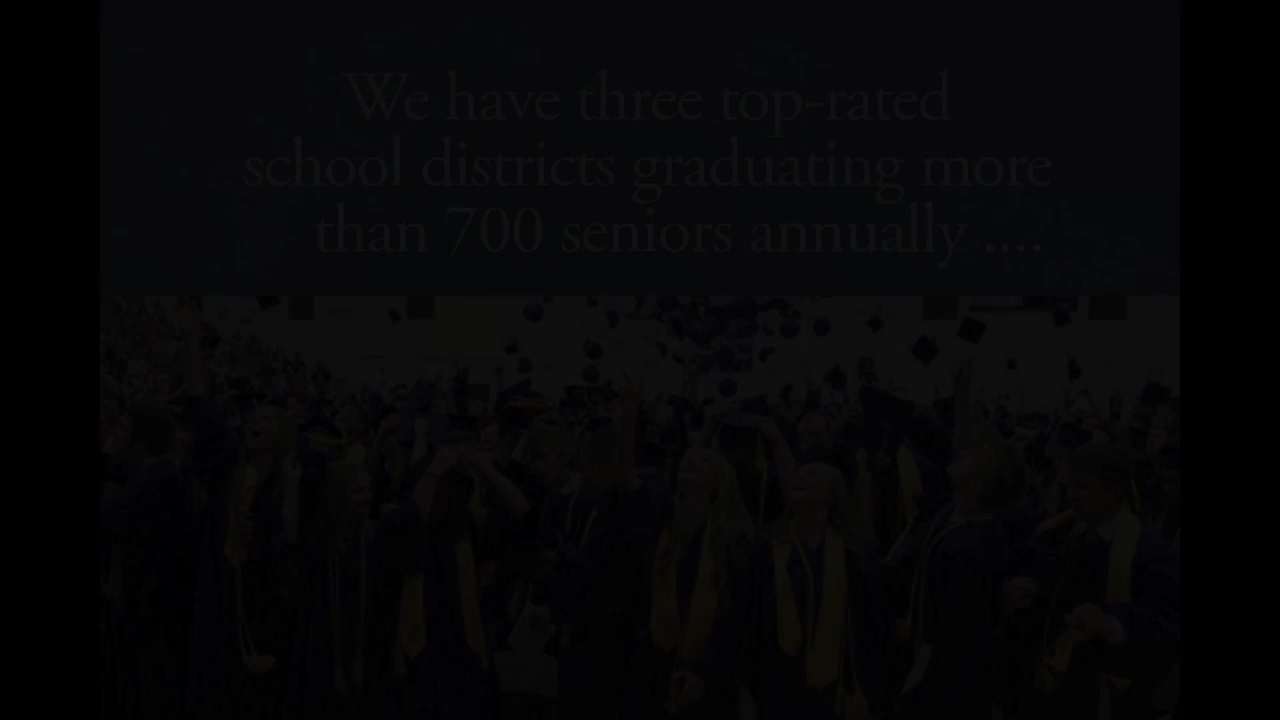 We have three top-rated
school districts graduating more
than 700 seniors annually ....